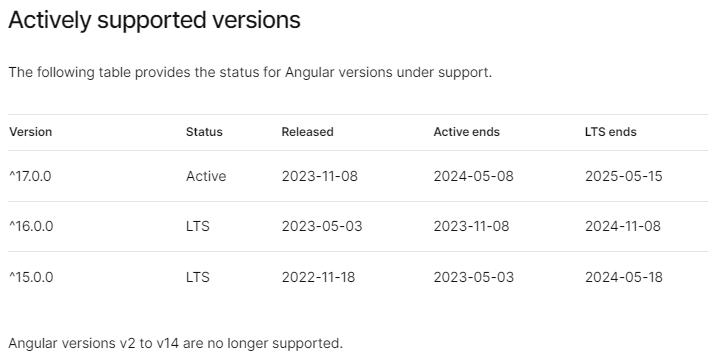 Actively supported versions
The following table provides the status for Angular versions under support.
Version Status Released Active ends LTS ends
^17.0.0 Active 2023-11-08 2024-05-08 2025-05-15
^16.0.0 LTS 2023-05-03 2023-11-08 2024-11-08
^15.0.0 LTS 2022-11-18 2023-05-03 2024-05-18
Angular versions v2 to v14 are no longer supported.